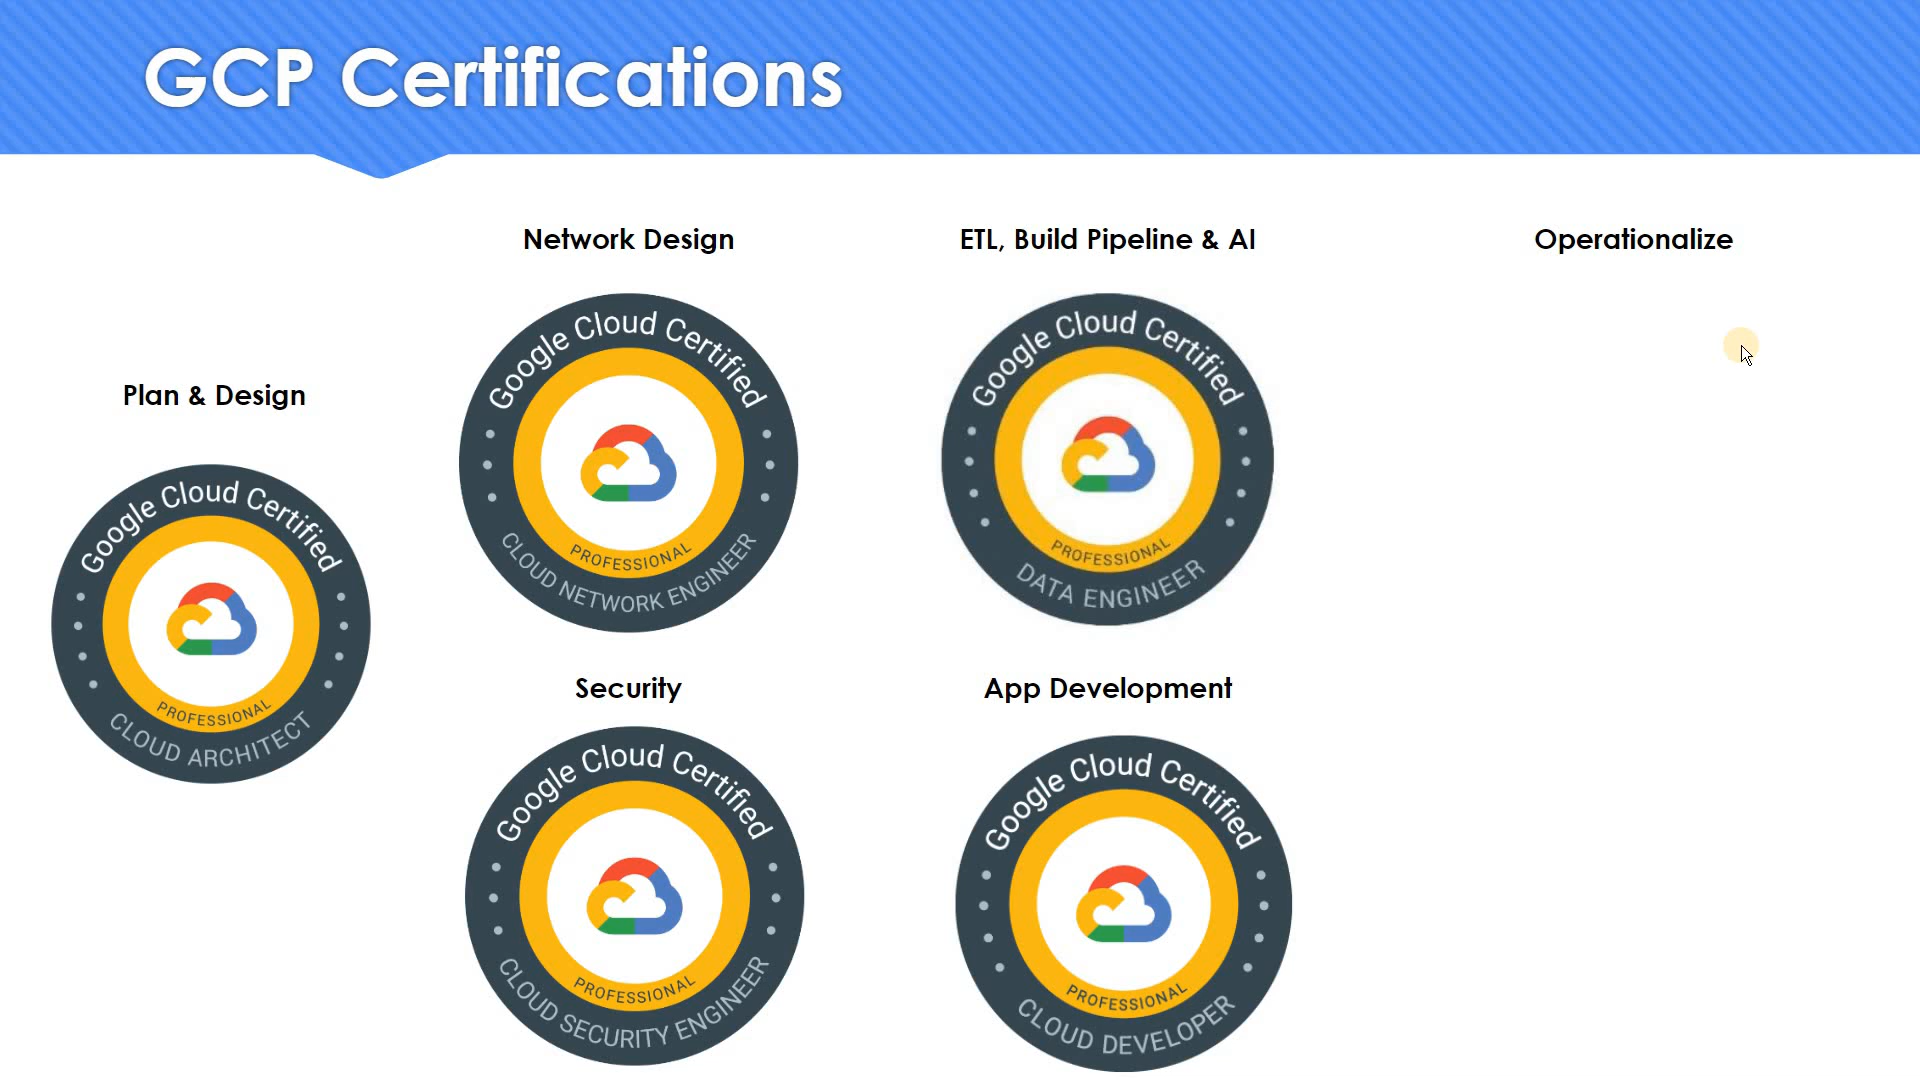 GCP Certifications
Plan & Design
Google Cloud Certified
PROFESSIONAL
CLOUD ARCHITECT
Network Design
Google Cloud Certified
PROFESSIONAL
CLOUD NETWORK ENGINEER
Security
Google Cloud Certified
PROFESSIONAL
CLOUD SECURITY ENGINEER
ETL, Build Pipeline & AI
Google Cloud Certified
PROFESSIONAL
DATA ENGINEER
App Development
Google Cloud Certified
PROFESSIONAL
CLOUD DEVELOPER
Operationalize